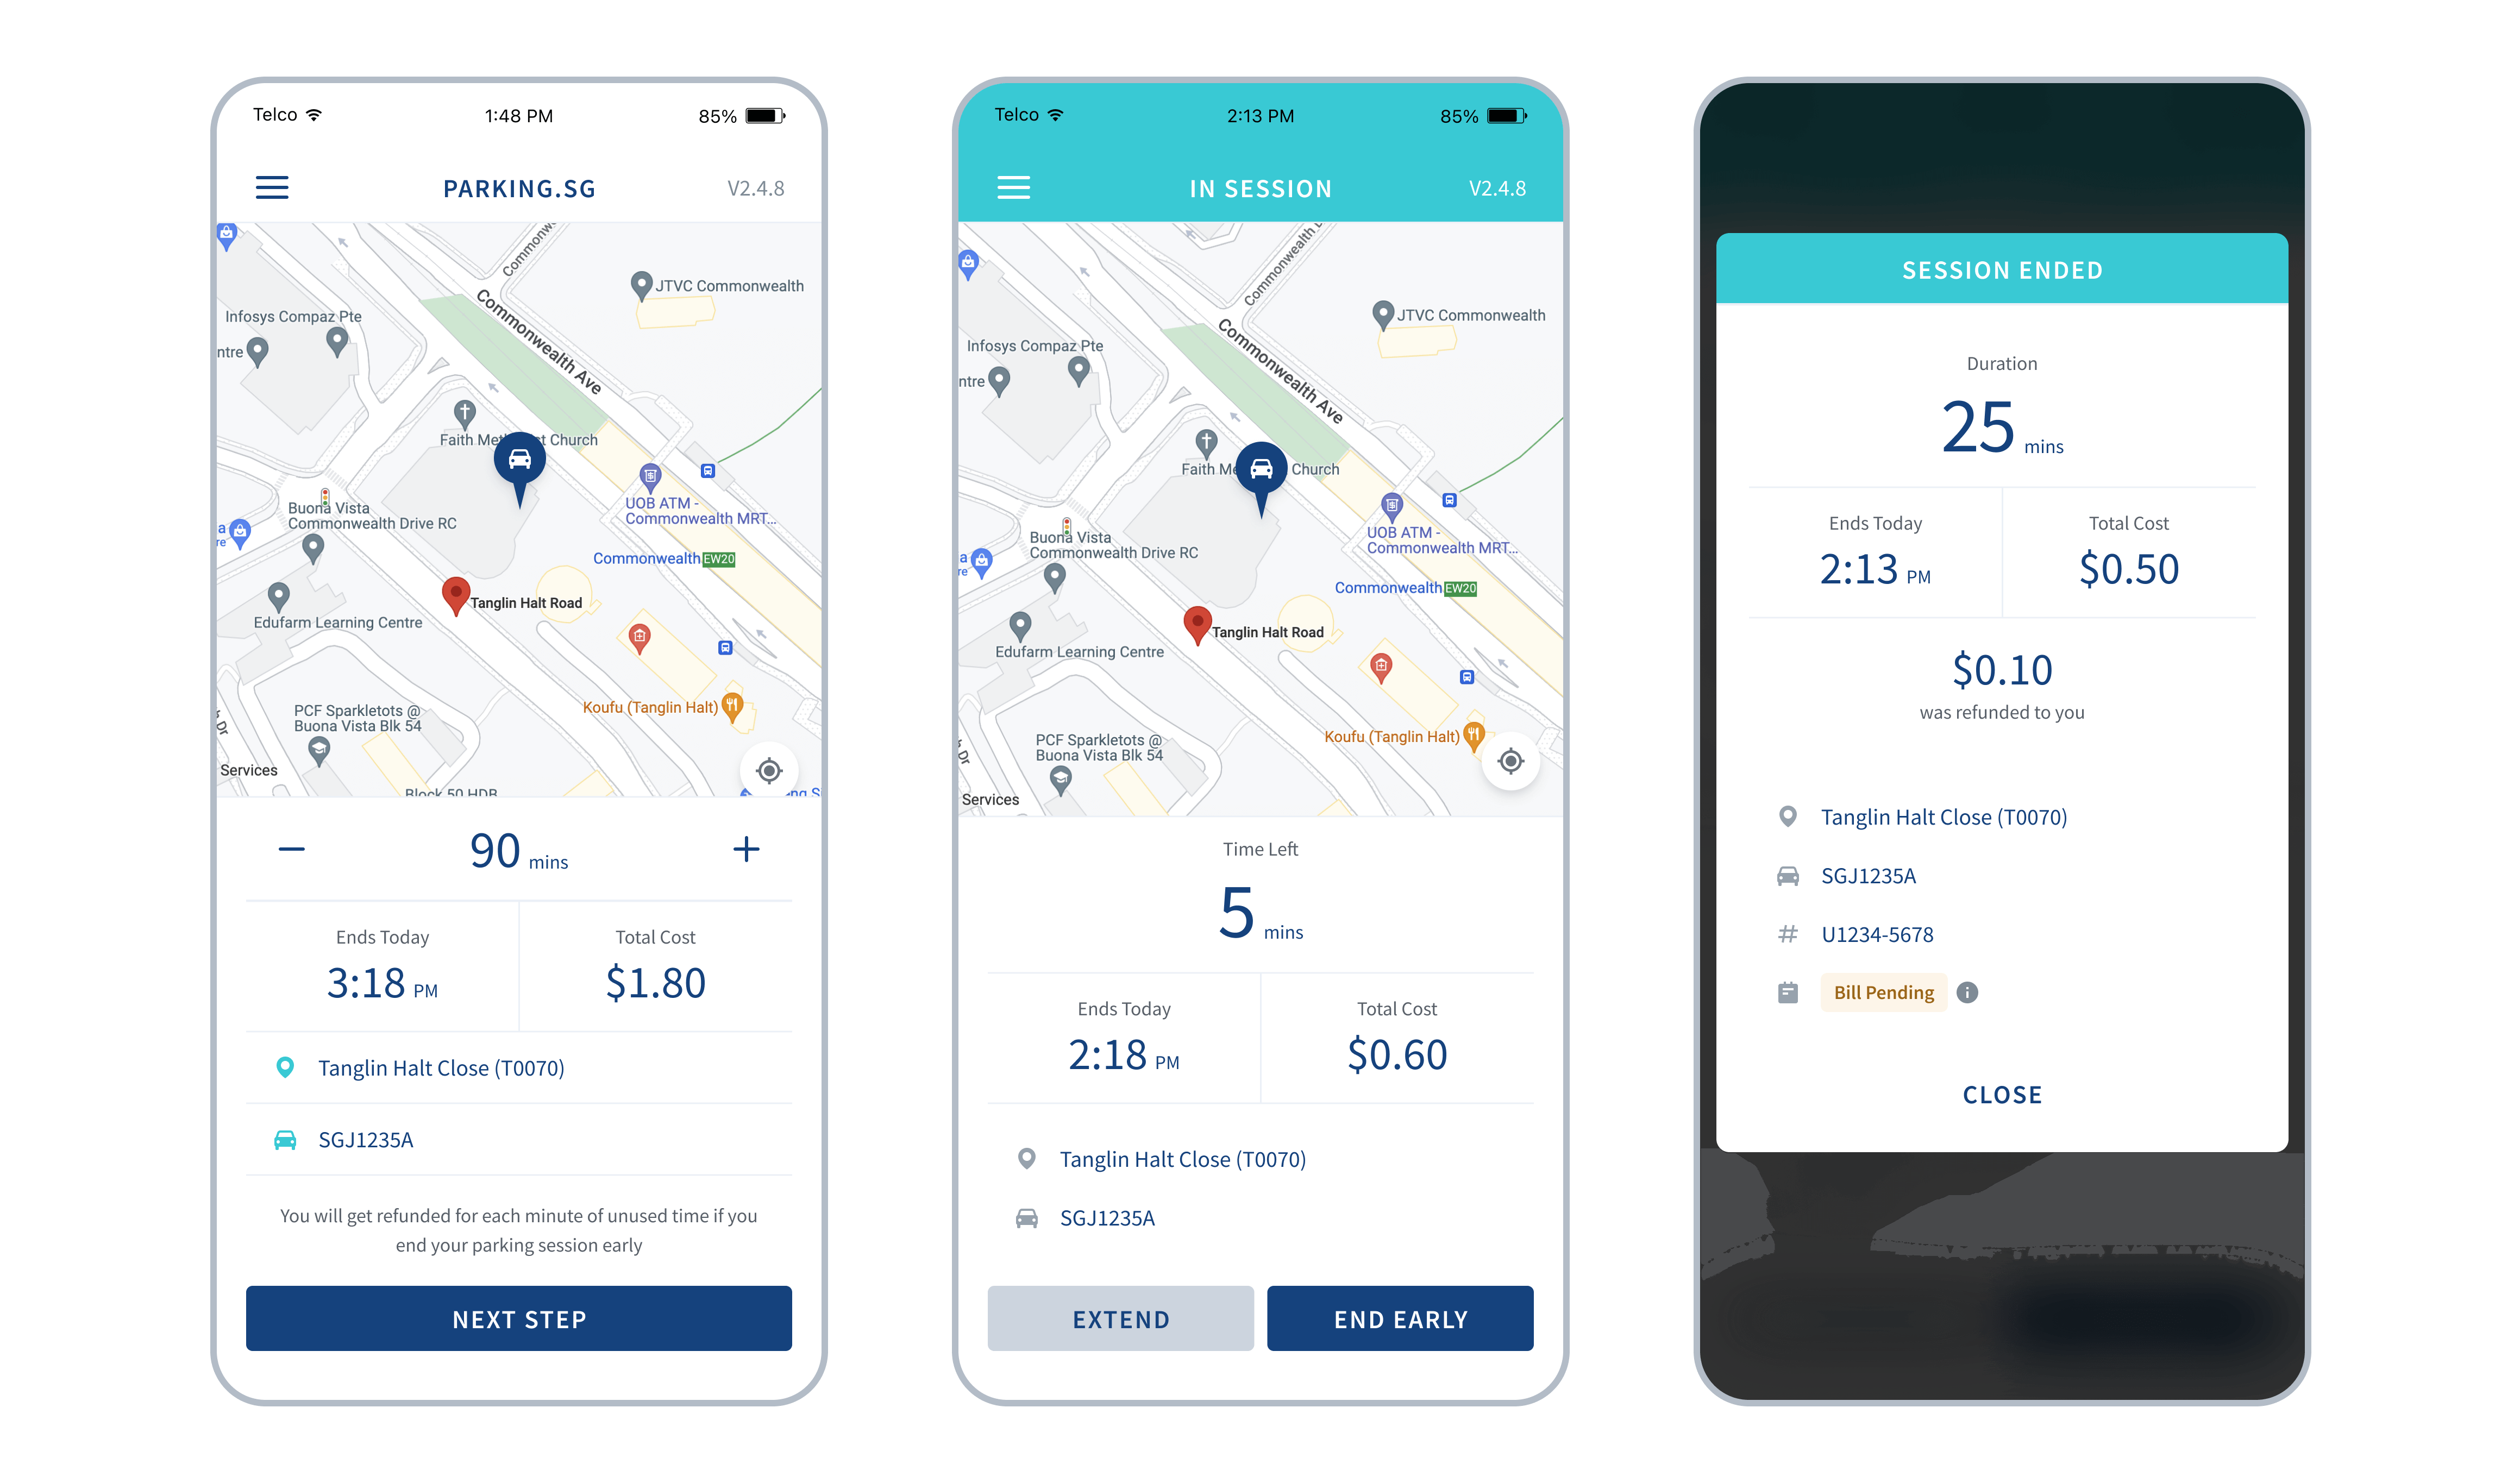 Telco
1:48 PM
85%
PARKING.SG
V2.4.8
JTVC Commonwealth
Infosys Compaz Pte
ntre
Commonwealth Ave
Faith Church
Buona Vista
Commonwealth Drive RC
UOB ATM -
Commonwealth MRT...
Commonwealth EW20
Tanglin Halt Road
Edufarm Learning Centre
Koufu (Tanglin Halt)
PCF Sparkletots @
Buona Vista Blk 54
Services
Block 50 HDB
90 mins
Ends Today
3:18 PM
Total Cost
$1.80
Tanglin Halt Close (T0070)
SGJ1235A
You will get refunded for each minute of unused time if you
end your parking session early
NEXT STEP
Telco
2:13 PM
85%
IN SESSION
V2.4.8
Commonwealth
JTVC Commonwealth
Infosys Compaz Pte
ntre
Commonwealth Ave
Faith Church
Buona Vista
Commonwealth Drive RC
UOB ATM -
Commonwealth MRT...
Commonwealth EW20
Tanglin Halt Road
Edufarm Learning Centre
Koufu (Tanglin Halt)
PCF Sparkletots @
Buona Vista Blk 54
Services
Time Left
5 mins
Ends Today
2:18 PM
Total Cost
$0.60
Tanglin Halt Close (T0070)
SGJ1235A
EXTEND
END EARLY
SESSION ENDED
Duration
25 mins
Ends Today
2:13 PM
Total Cost
$0.50
$0.10
was refunded to you
Tanglin Halt Close (T0070)
SGJ1235A
# U1234-5678
Bill Pending
CLOSE